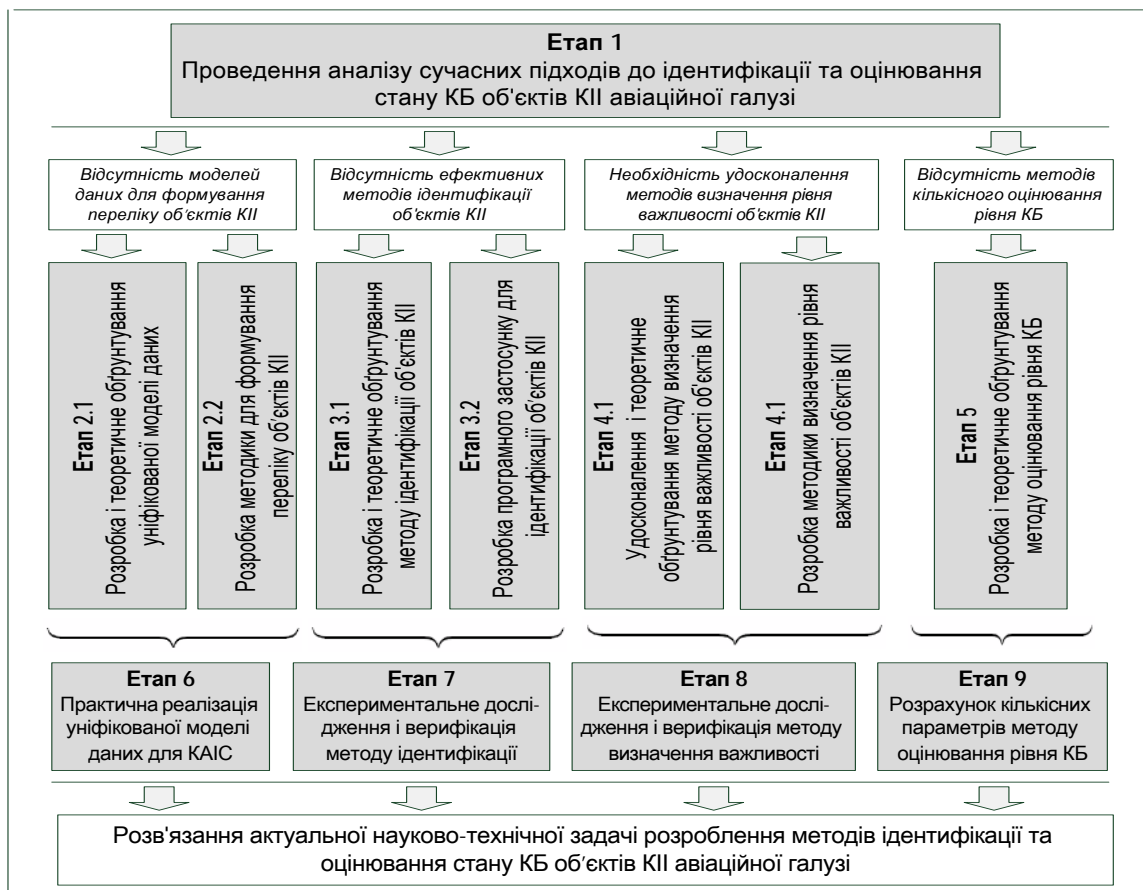 Етап 1
Проведення аналізу сучасних підходів до ідентифікації та оцінювання
стану КБ об'єктів КІІ авіаційної галузі
Відсутність моделей
даних для формування
переліку об'єктів КІІ
Відсутність ефективних
методів ідентифікації
об'єктів КІІ
Необхідність удосконалення
методів визначення рівня
важливості об'єктів КІІ
Відсутність методів
кількісного оцінювання
рівня КБ
Етап 2.1
Розробка і теоретичне обґрунтування
уніфікованої моделі даних
Етап 2.2
Розробка методики для формування
переліку об'єктів КІІ
Етап 3.1
Розробка і теоретичне обґрунтування
методу ідентифікації об'єктів КІІ
Етап 3.2
Розробка програмного застосунку для
ідентифікації об'єктів КІІ
Етап 4.1
Удосконалення і теоретичне
обґрунтування методу визначення
рівня важливості об'єктів КІІ
Етап 4.1
Розробка методики визначення рівня
важливості об'єктів КІІ
Етап 5
Розробка і теоретичне обґрунтування
методу оцінювання рівня КБ
Етап 6
Практична реалізація
уніфікованої моделі
даних для КАІС
Етап 7
Експериментальне дослі-
дження і верифікація
методу ідентифікації
Етап 8
Експериментальне дослі-
дження і верифікація методу
визначення важливості
Етап 9
Розрахунок кількісних
параметрів методу
оцінювання рівня КБ
Розв'язання актуальної науково-технічної задачі розроблення методів ідентифікації та
оцінювання стану КБ об'єктів КІІ авіаційної галузі